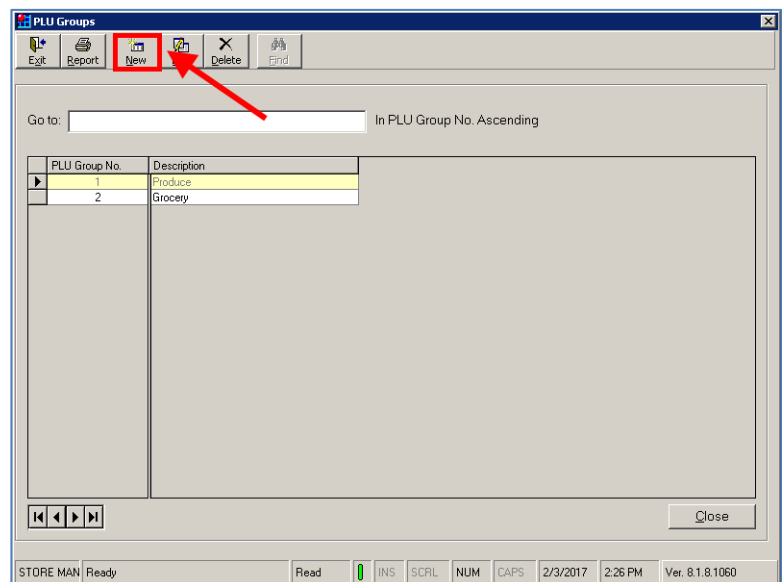 PLU Groups
Exit Report New Delete Find
Go to: In PLU Group No. Ascending
PLU Group No. Description
1 Produce
2 Grocery
Close
STORE MAN Ready Read INS SCRL NUM CAPS 2/3/2017 2:26 PM Ver. 8.1.8.1060